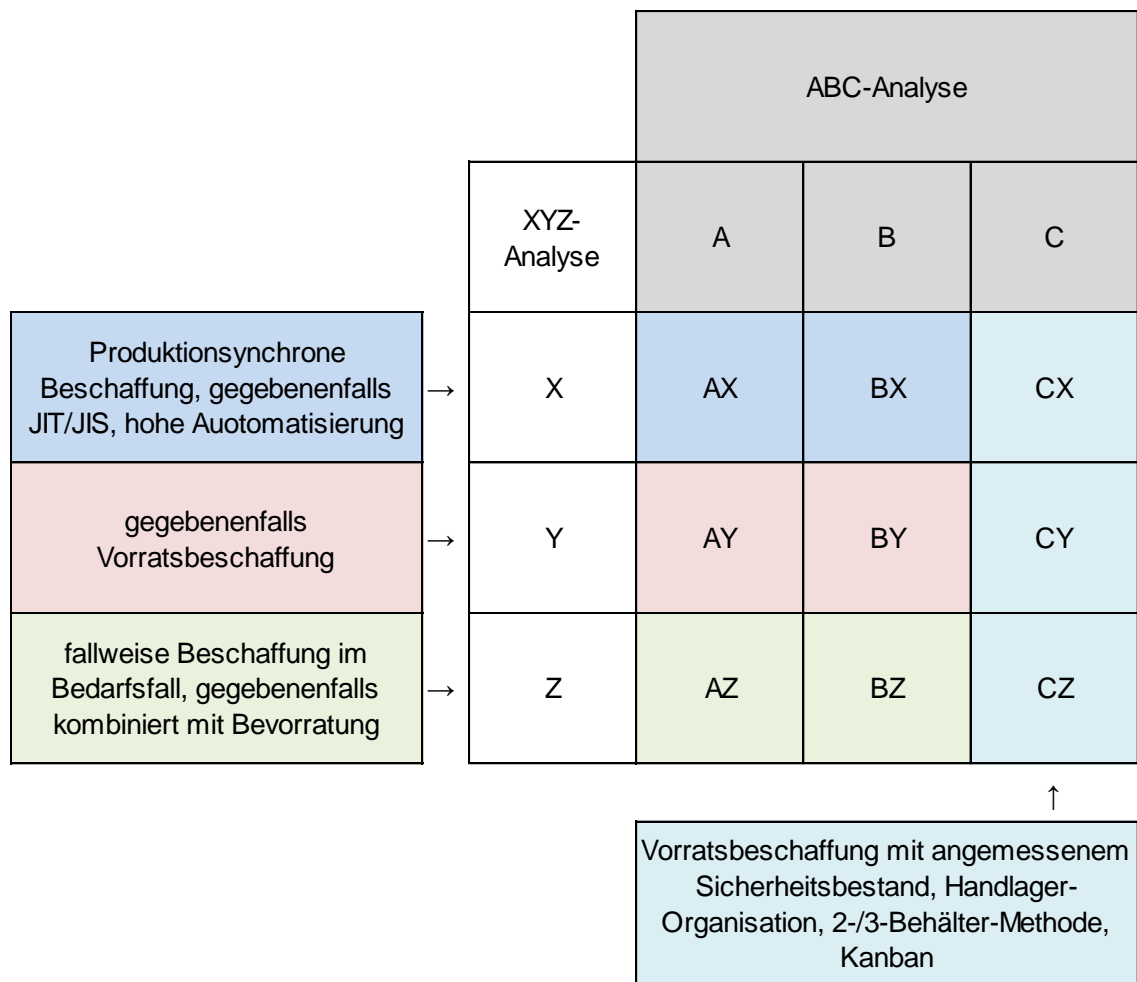 ABC-Analyse
XYZ-
Analyse
A
B
C
Produktionsynchrone
Beschaffung, gegebenenfalls
JIT/JIS, hohe Auotomatisierung
→
X
AX
BX
CX
gegebenenfalls
Vorratsbeschaffung
→
Y
AY
BY
CY
fallweise Beschaffung im
Bedarfsfall, gegebenenfalls
kombiniert mit Bevorratung
→
Z
AZ
BZ
CZ
↑
Vorratsbeschaffung mit angemessenem
Sicherheitsbestand, Handlager-
Organisation, 2-/3-Behälter-Methode,
Kanban